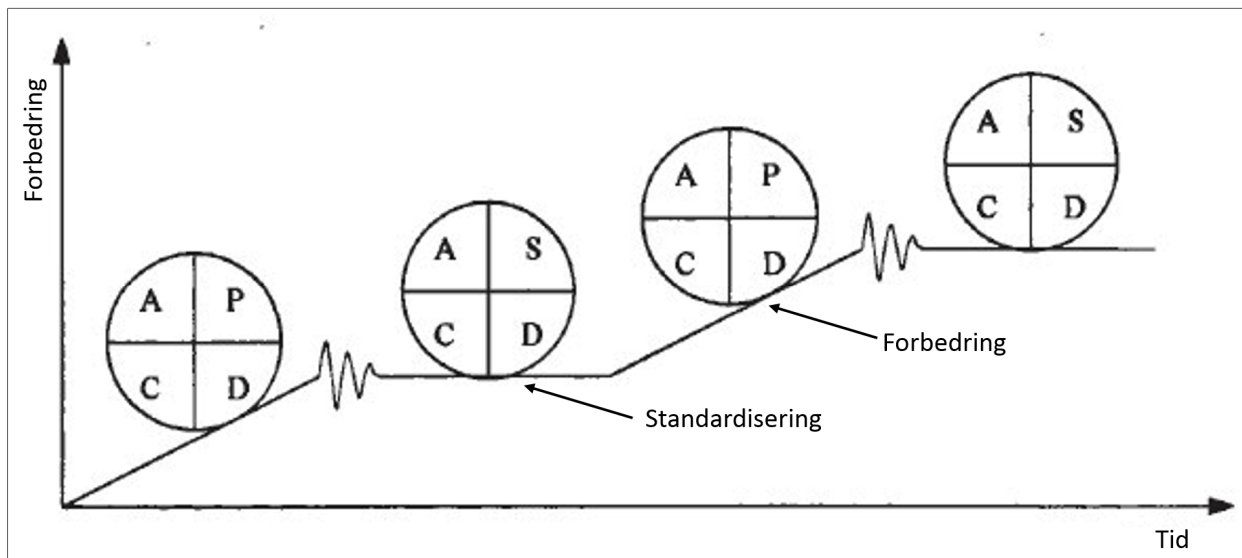 Forbedring
A P
C D
A S
C D
A P
C D
A S
C D
Forbedring
Standardisering
Tid